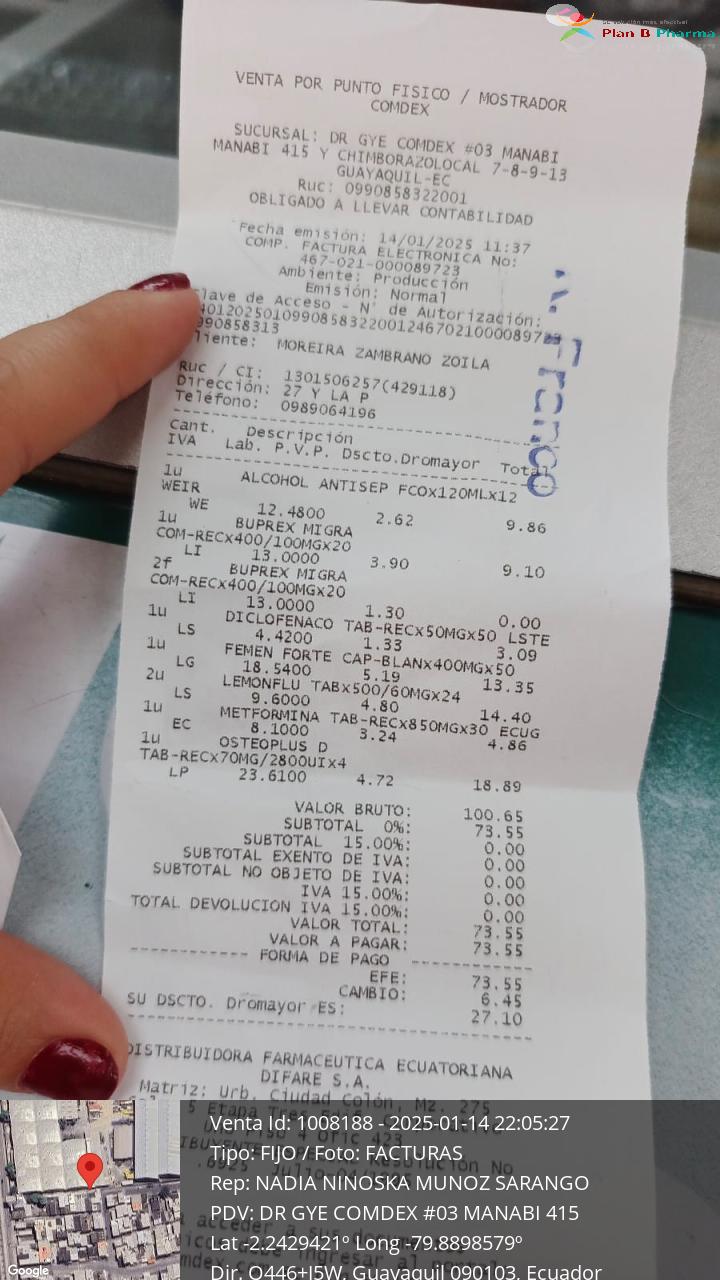 Plan B Pharma
VENTA POR PUNTO FISICO / MOSTRADOR
COMDEX
SUCURSAL: DR GYE COMDEX #03 MANABI
MANABI 415 Y CHIMBORAZOLOCAL 7-8-9-13
GUAYAQUIL-EC
Ruc: 0990858322001
OBLIGADO A LLEVAR CONTABILIDAD
Fecha emisión: 14/01/2025 11:37
COMP. FACTURA ELECTRONICA No:
467-021-000089723
Ambiente: Producción
Emisión: Normal
Clave de Acceso - N° de Autorización:
990858313
Cliente: MOREIRA ZAMBRANO ZOILA
Ruc / CI: 1301506257(429118)
Dirección: 27 Y LA P
Teléfono: 0989064196
Franco
Cant. Descripción
IVA Lab. P.V.P. Dscto.Dromayor Total
1u ALCOHOL ANTISEP FCOx120MLx12
WEIR
WE 12.4800 2.62 9.86
1u BUPREX MIGRA
COM-RECx400/100MGx20
LI 13.0000 3.90 9.10
2f BUPREX MIGRA
COM-RECx400/100MGx20
LI 13.0000 1.30 0.00
1u DICLOFENACO TAB-RECx50MGx50 LSTE
LS 4.4200 1.33 3.09
1u FEMEN FORTE CAP-BLANx400MGx50
LG 18.5400 5.19 13.35
2u LEMONFLU TABx500/60MGx24
LS 9.6000 4.80 14.40
1u METFORMINA TAB-RECx850MGx30 ECUG
EC 8.1000 3.24 4.86
1u OSTEOPLUS D
TAB-RECx70MG/2800UIx4
LP 23.6100 4.72 18.89
VALOR BRUTO: 100.65
SUBTOTAL 0%: 73.55
SUBTOTAL 15.00%: 0.00
SUBTOTAL EXENTO DE IVA: 0.00
SUBTOTAL NO OBJETO DE IVA: 0.00
IVA 15.00%: 0.00
TOTAL DEVOLUCION IVA 15.00%: 0.00
VALOR TOTAL: 73.55
VALOR A PAGAR: 73.55
FORMA DE PAGO
EFE: 73.55
CAMBIO: 6.45
SU DSCTO. Dromayor ES: 27.10
DISTRIBUIDORA FARMACEUTICA ECUATORIANA
DIFARE S.A.
Matriz: Urb. Ciudad Colón, Mz. 275
Venta Id: 1008188 - 2025-01-14 22:05:27
Tipo: FIJO / Foto: FACTURAS
Rep: NADIA NINOSKA MUNOZ SARANGO
PDV: DR GYE COMDEX #03 MANABI 415
Lat -2.2429421º Long -79.8898579º
Dir. Q446+J5W, Guayaquil 090103, Ecuador
Google